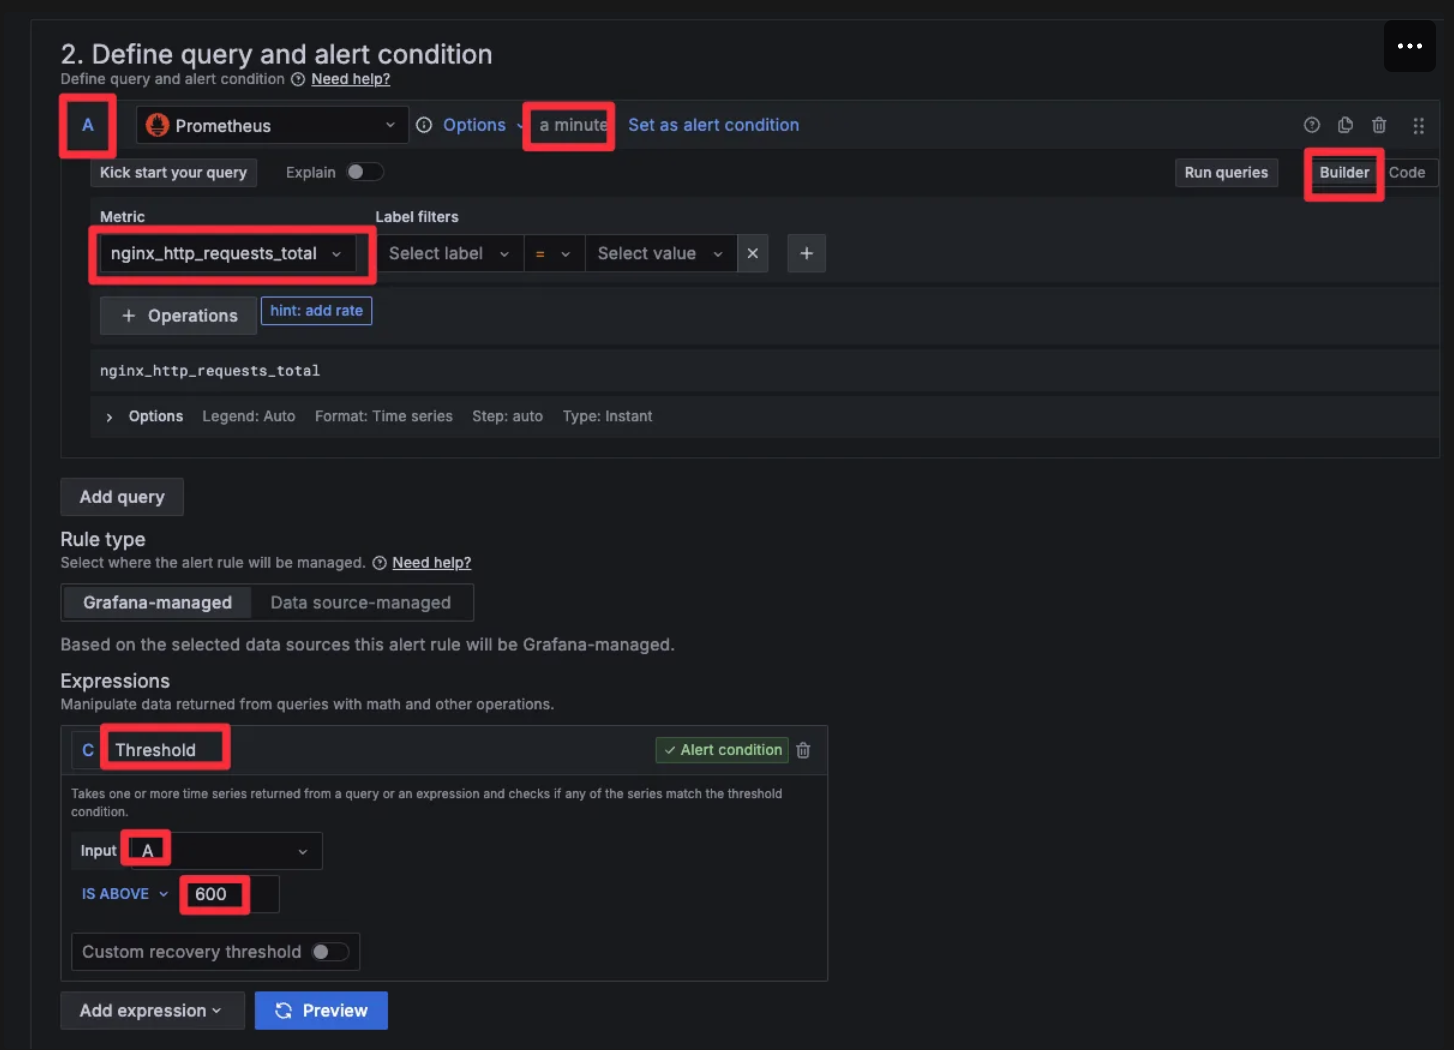 2. Define query and alert condition
Define query and alert condition Need help?
A Prometheus Options a minute Set as alert condition
Kick start your query Explain Run queries Builder Code
Metric Label filters
nginx_http_requests_total Select label = Select value
+ Operations hint: add rate
nginx_http_requests_total
Options Legend: Auto Format: Time series Step: auto Type: Instant
Add query
Rule type
Select where the alert rule will be managed. Need help?
Grafana-managed Data source-managed
Based on the selected data sources this alert rule will be Grafana-managed.
Expressions
Manipulate data returned from queries with math and other operations.
C Threshold Alert condition
Takes one or more time series returned from a query or an expression and checks if any of the series match the threshold
condition.
Input A
IS ABOVE 600
Custom recovery threshold
Add expression Preview